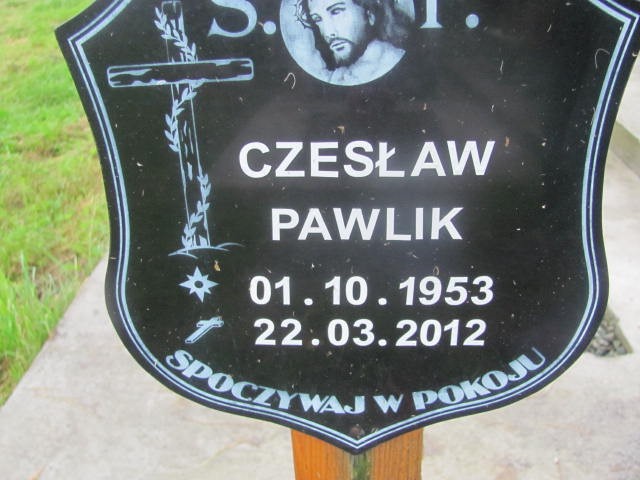 Ś. P.
CZESŁAW
PAWLIK
01.10.1953
22.03.2012
SPOCZYWAJ W POKOJU